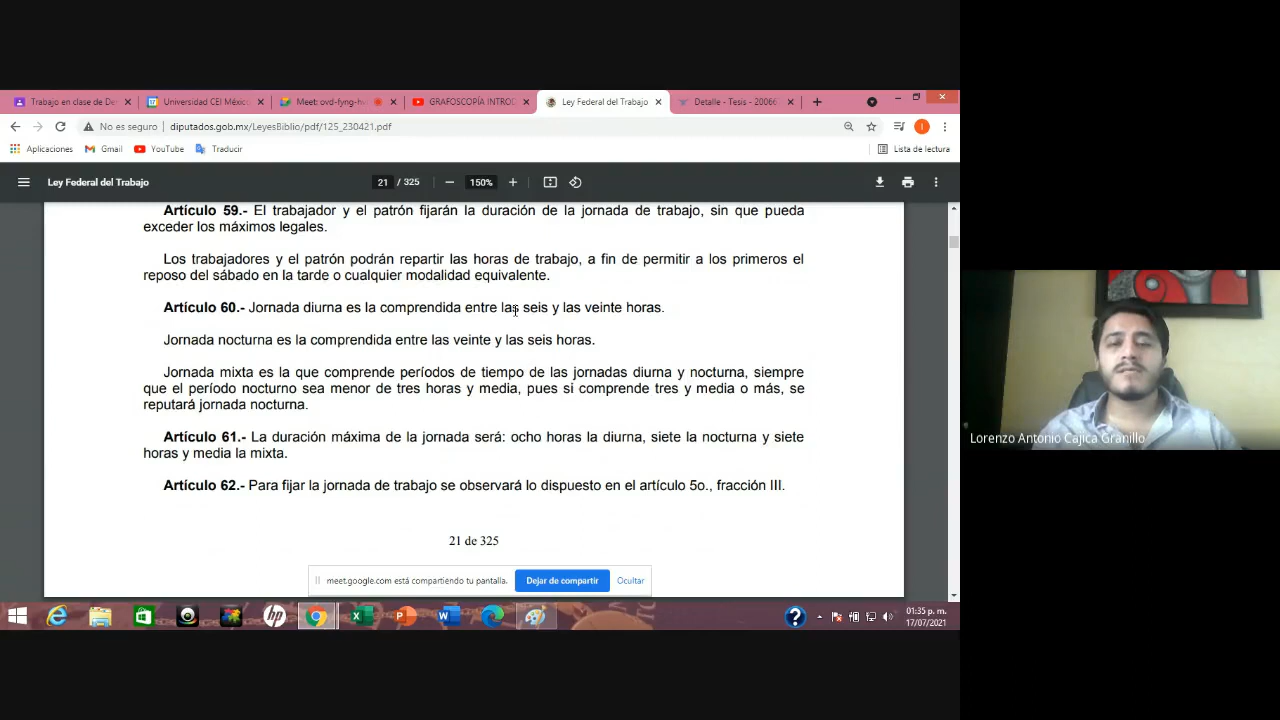 Trabajo en clase de De
Universidad CEI México
Meet: ovd-fyng-hv
GRAFOSCOPÍA INTROD
Ley Federal del Trabajo
Detalle - Tesis - 20066
No es seguro
deputados.gob.mx/LeyesBiblio/pdf/125_230421.pdf
Aplicaciones
Gmail
YouTube
Traducir
Lista de lectura
Ley Federal del Trabajo
21 / 325
150%
Artículo 59.- El trabajador y el patrón fijarán la duración de la jornada de trabajo, sin que pueda
exceder los máximos legales.
Los trabajadores y el patrón podrán repartir las horas de trabajo, a fin de permitir a los primeros el
reposo del sábado en la tarde o cualquier modalidad equivalente.
Artículo 60.- Jornada diurna es la comprendida entre las seis y las veinte horas.
Jornada nocturna es la comprendida entre las veinte y las seis horas.
Jornada mixta es la que comprende períodos de tiempo de las jornadas diurna y nocturna, siempre
que el período nocturno sea menor de tres horas y media, pues si comprende tres y media o más, se
reputará jornada nocturna.
Artículo 61.- La duración máxima de la jornada será: ocho horas la diurna, siete la nocturna y siete
horas y media la mixta.
Artículo 62.- Para fijar la jornada de trabajo se observará lo dispuesto en el artículo 5o., fracción III.
21 de 325
meet.google.com está compartiendo tu pantalla.
Dejar de compartir
Ocultar
01:35 p. m.
17/07/2021
Lorenzo Antonio Cajica Granillo